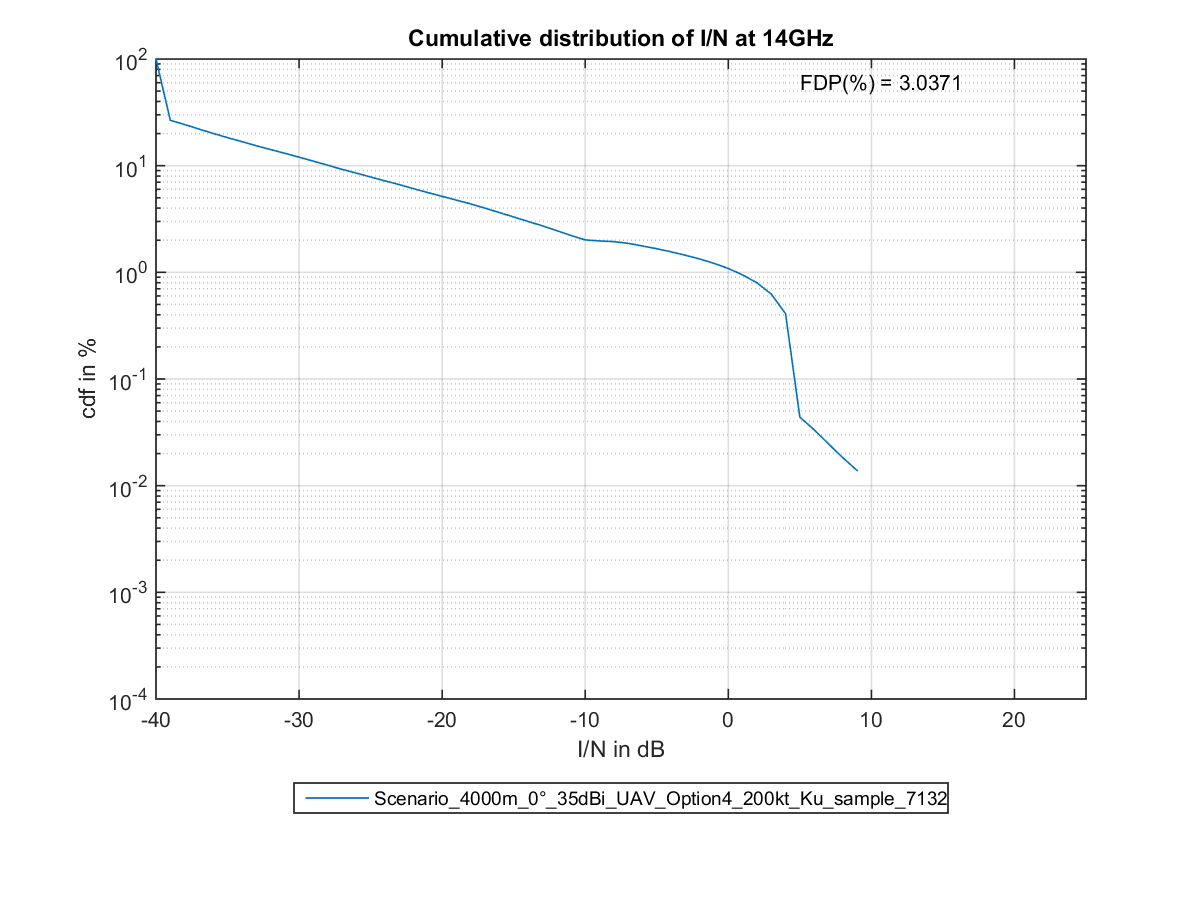 Cumulative distribution of I/N at 14GHz
FDP(%) = 3.0371
cdf in %
10^2
10^1
10^0
10^-1
10^-2
10^-3
10^-4
-40 -30 -20 -10 0 10 20
I/N in dB
Scenario_4000m_0°_35dBi_UAV_Option4_200kt_Ku_sample_7132